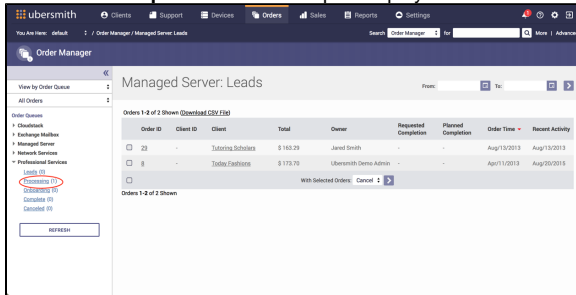 ubersmith Clients Support Devices Orders Sales Reports Settings
You Are Here: default / Order Manager / Managed Server: Leads Search Order Manager for More | Advance
Order Manager
View by Order Queue
All Orders
Order Queues
Cloudstack
Exchange Mailbox
Managed Server
Network Services
Professional Services
Leads (0)
Processing (1)
Onboarding (0)
Complete (0)
Canceled (0)
REFRESH
Managed Server: Leads From: To:
Orders 1-2 of 2 Shown (Download CSV File)
Order ID Client ID Client Total Owner Requested Completion Planned Completion Order Time Recent Activity
29 - Tutoring Scholars $ 163.29 Jared Smith - - Aug/13/2013 Aug/13/2013
8 - Today Fashions $ 173.70 Ubersmith Demo Admin - - Apr/11/2013 Aug/20/2015
With Selected Orders: Cancel
Orders 1-2 of 2 Shown